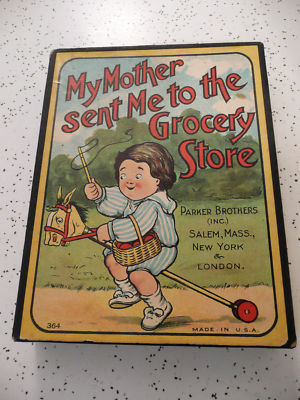 My Mother
Sent Me to the
Grocery
Store
PARKER BROTHERS
(INC.)
SALEM, MASS.,
NEW YORK
&
LONDON.
364
MADE IN U.S.A.